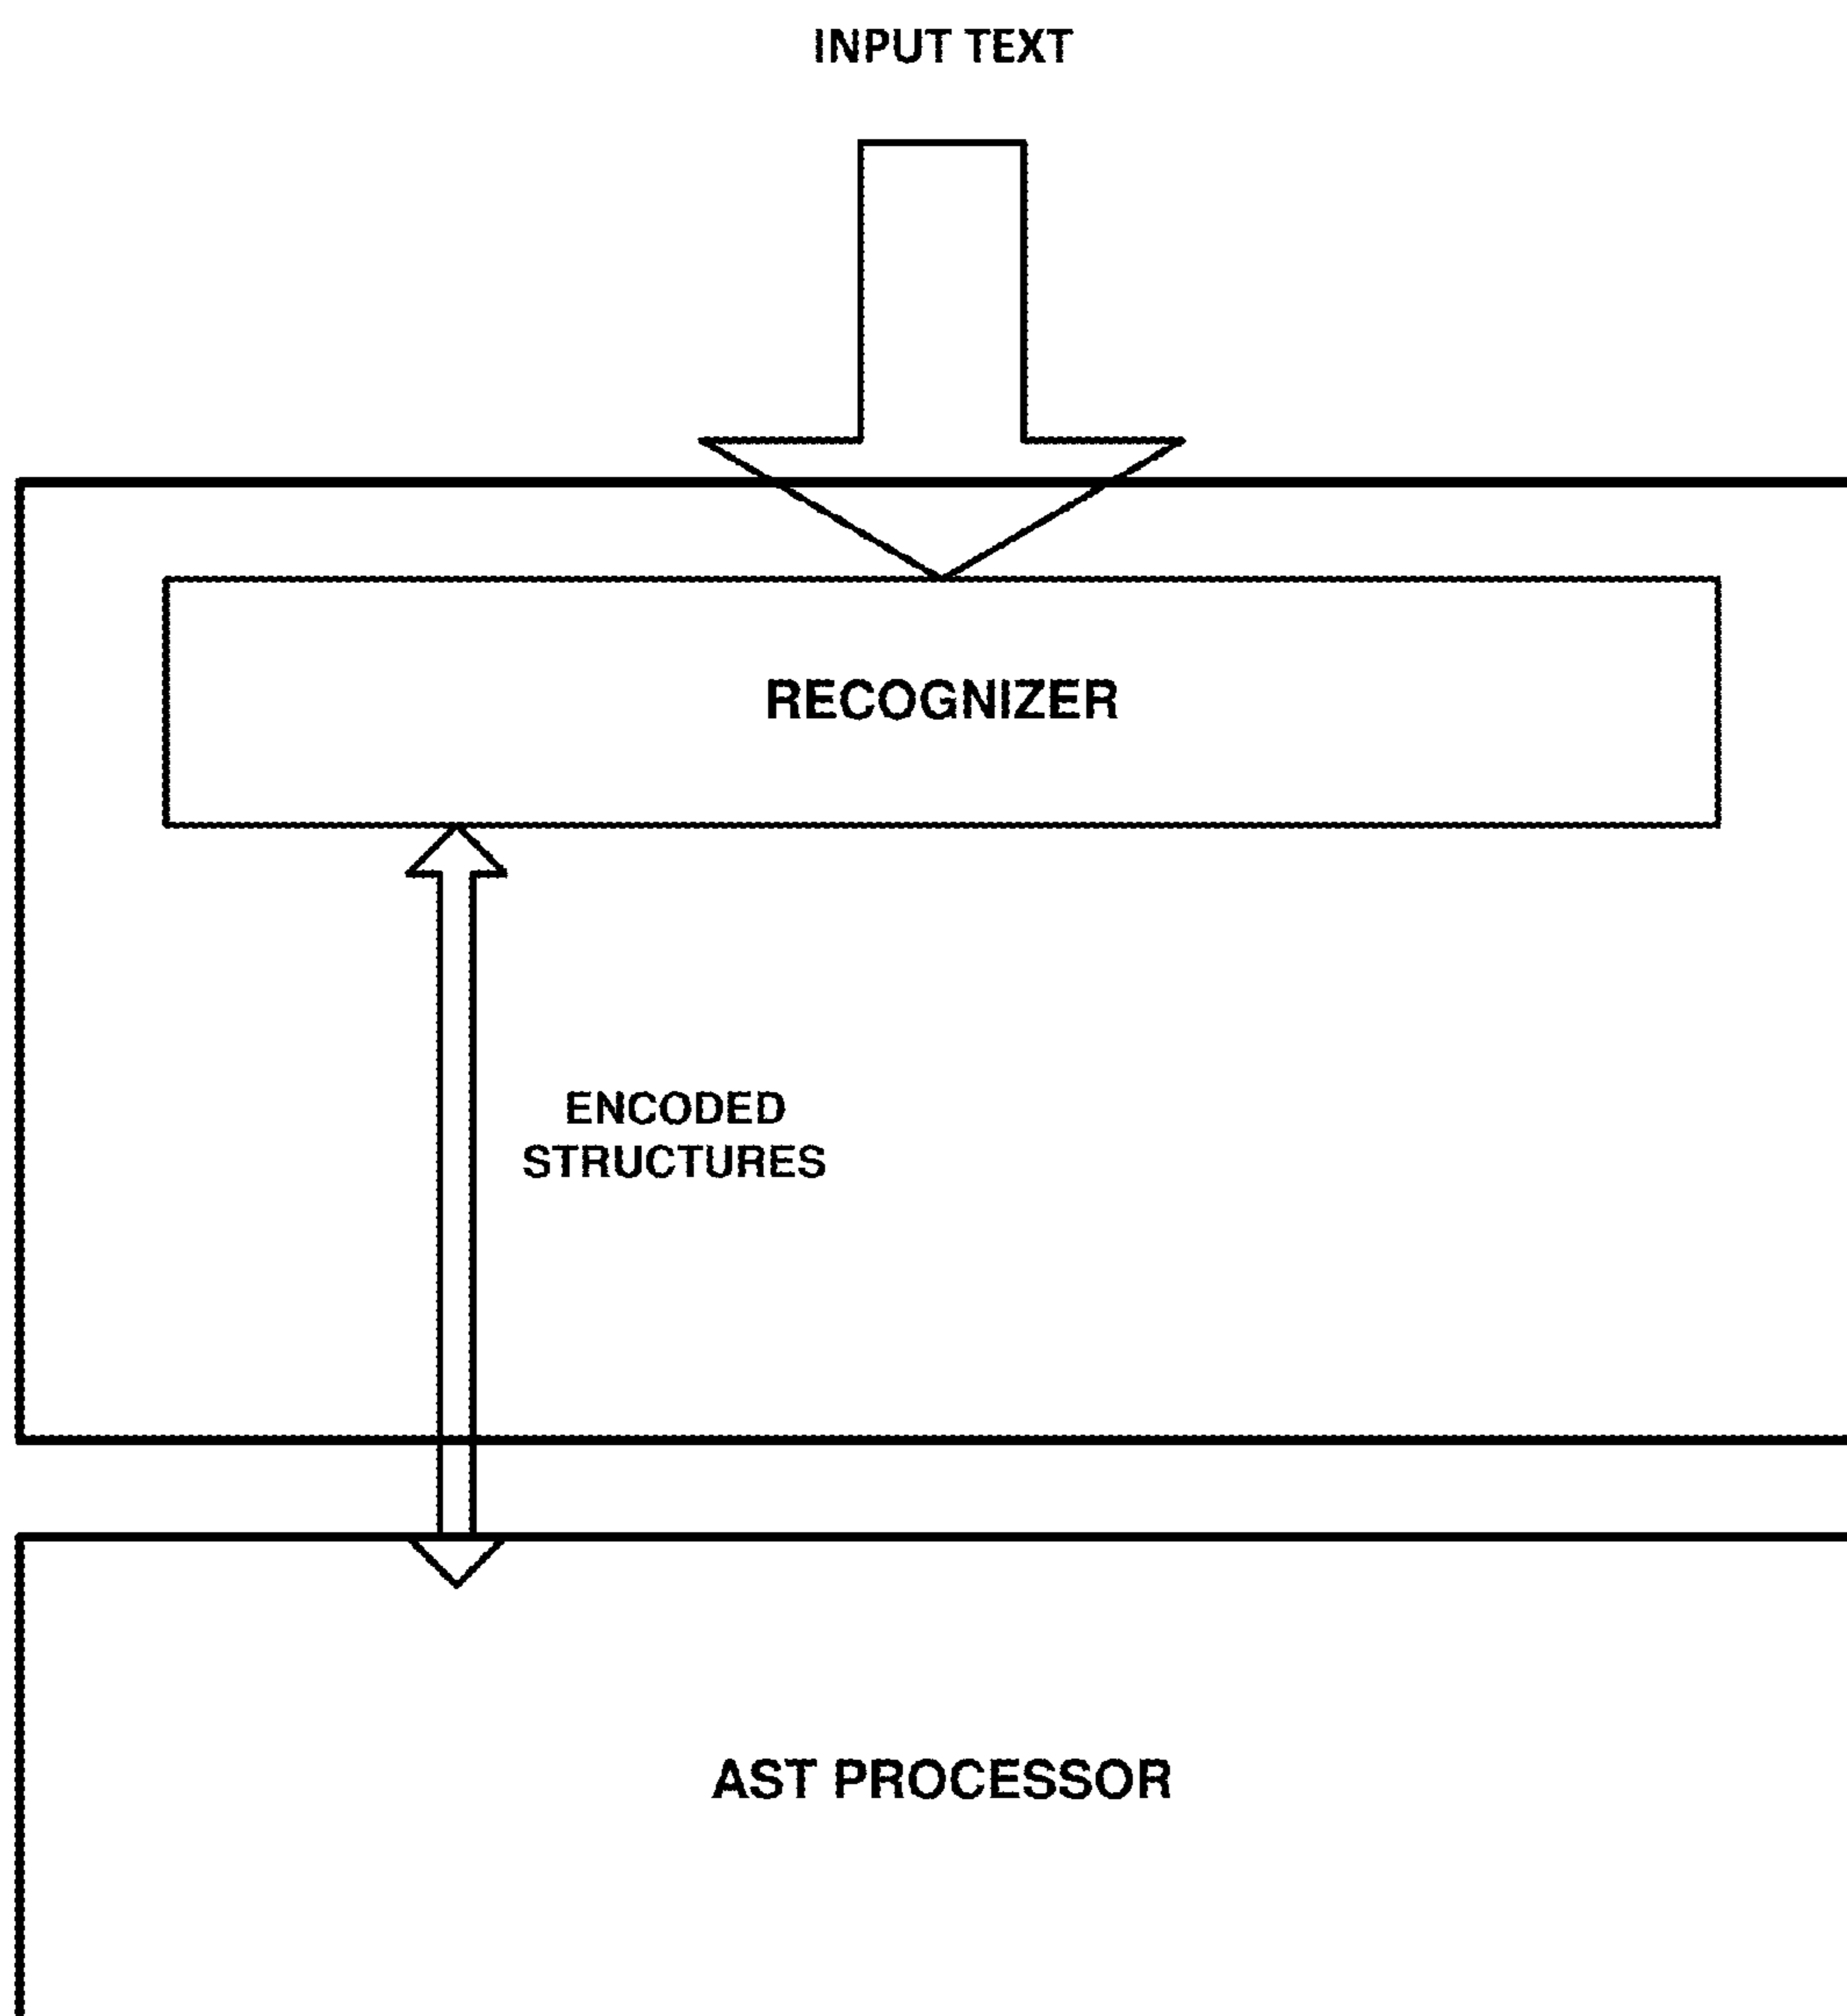 INPUT TEXT
RECOGNIZER
ENCODED
STRUCTURES
AST PROCESSOR